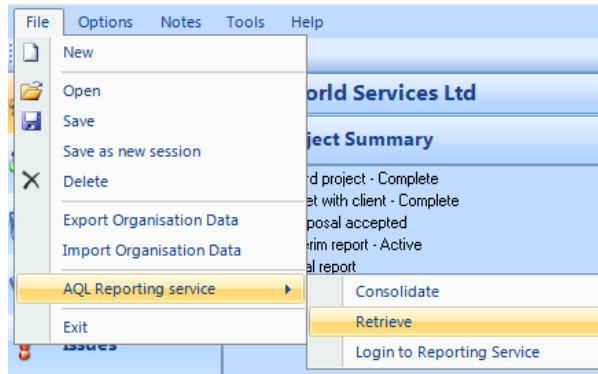 File Options Notes Tools Help
New
Open
Save
Save as new session
Delete
Export Organisation Data
Import Organisation Data
AQL Reporting service
Exit
Consolidate
Retrieve
Login to Reporting Service
orld Services Ltd
ject Summary
rd project - Complete
et with client - Complete
posal accepted
rim report - Active
al report
Issues